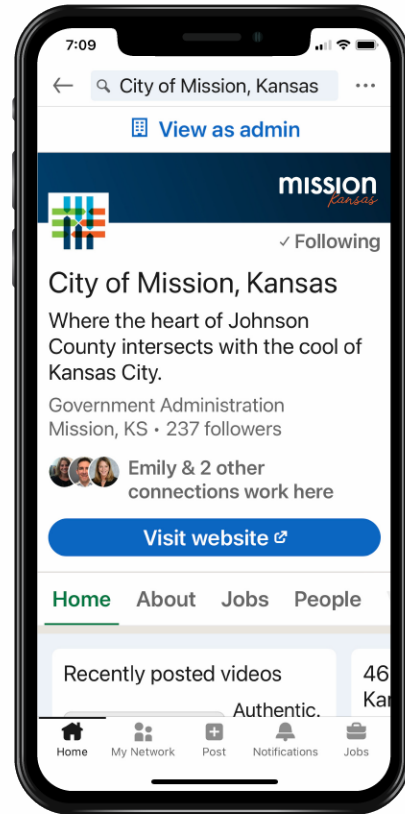 7:09
City of Mission, Kansas
View as admin
mission
Kansas
Following
City of Mission, Kansas
Where the heart of Johnson
County intersects with the cool of
Kansas City.
Government Administration
Mission, KS • 237 followers
Emily & 2 other
connections work here
Visit website
Home About Jobs People
Recently posted videos
46
Kar
Authentic.
Home My Network Post Notifications Jobs